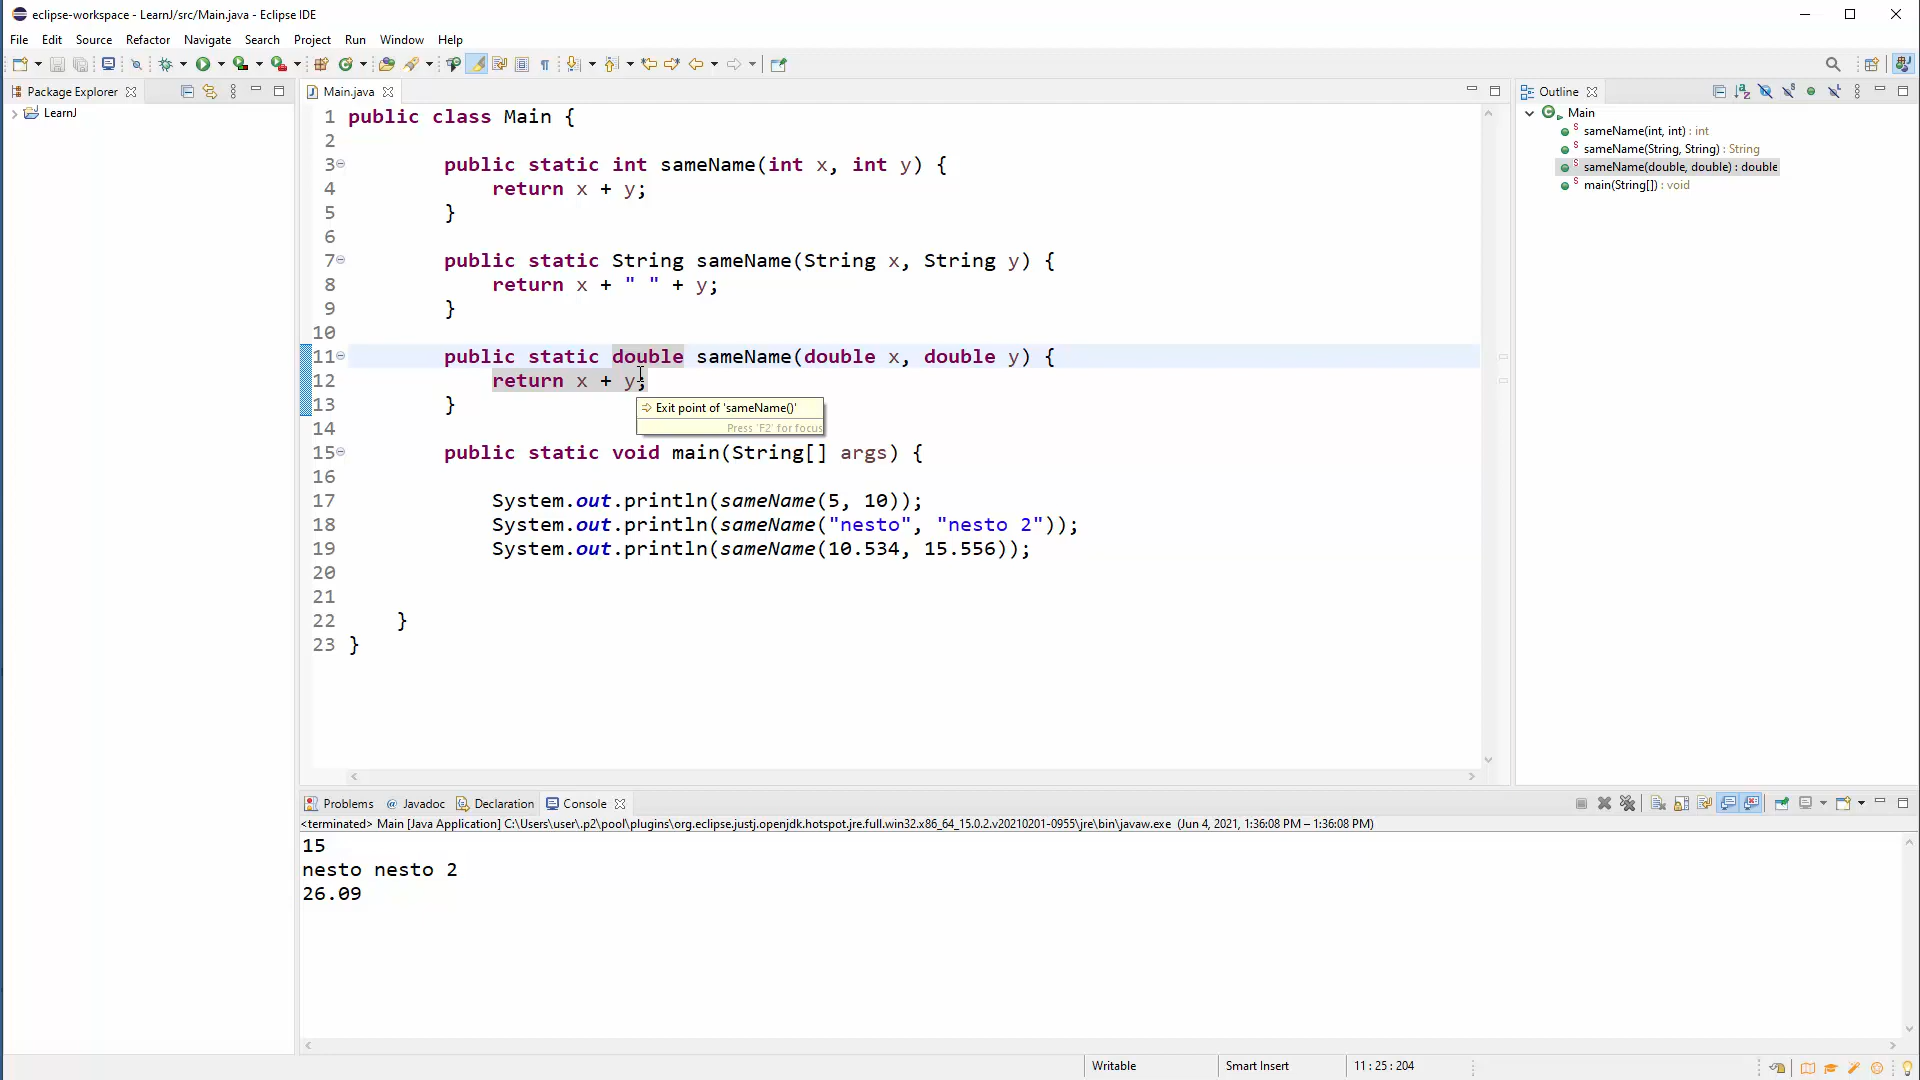 eclipse-workspace - LearnJ/src/Main.java - Eclipse IDE
File Edit Source Refactor Navigate Search Project Run Window Help
Package Explorer
LearnJ
Main.java
1 public class Main {
2
3 public static int sameName(int x, int y) {
4 return x + y;
5 }
6
7 public static String sameName(String x, String y) {
8 return x + " " + y;
9 }
10
11 public static double sameName(double x, double y) {
12 return x + y;
13 }
Exit point of 'sameName()'
Press 'F2' for focus
14
15 public static void main(String[] args) {
16
17 System.out.println(sameName(5, 10));
18 System.out.println(sameName("nesto", "nesto 2"));
19 System.out.println(sameName(10.534, 15.556));
20
21
22 }
23 }
Outline
Main
sameName(int, int) : int
sameName(String, String) : String
sameName(double, double) : double
main(String[]) : void
Problems @ Javadoc Declaration Console
<terminated> Main [Java Application] C:\Users\user\.p2\pool\plugins\org.eclipse.justj.openjdk.hotspot.jre.full.win32.x86_64_15.0.2.v20210201-0955\jre\bin\javaw.exe (Jun 4, 2021, 1:36:08 PM – 1:36:08 PM)
15
nesto nesto 2
26.09
Writable Smart Insert 11 : 25 : 204